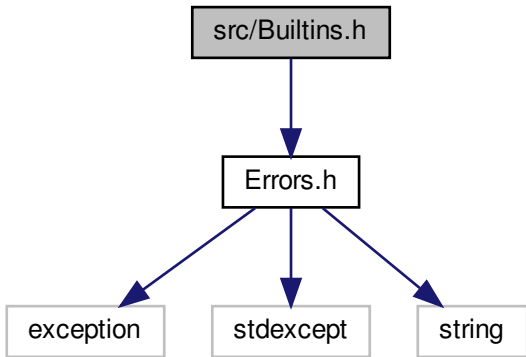 src/Builtins.h
Errors.h
exception
stdexcept
string